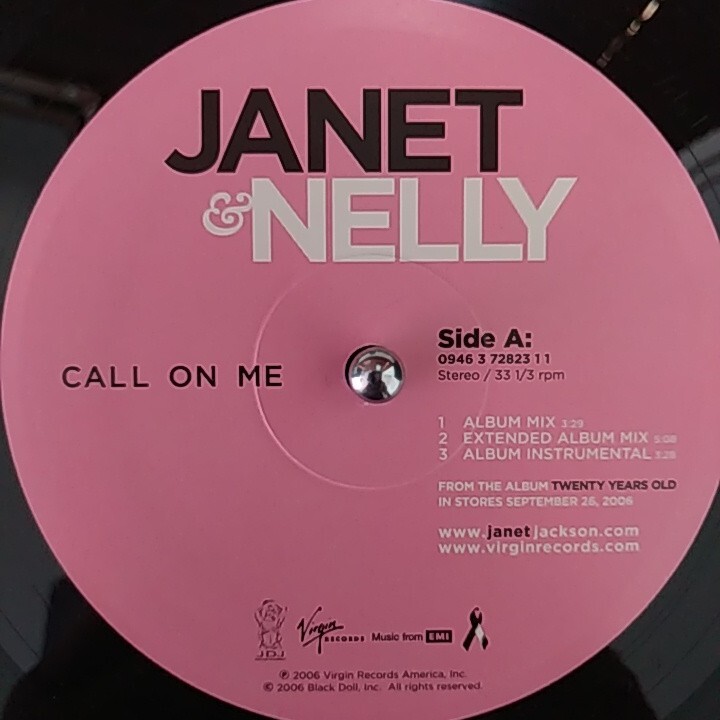 JANET
& NELLY
CALL ON ME
Side A:
0946 3 72823 1 1
Stereo / 33 1/3 rpm
1 ALBUM MIX 3:29
2 EXTENDED ALBUM MIX 5:08
3 ALBUM INSTRUMENTAL 3:28
FROM THE ALBUM TWENTY YEARS OLD
IN STORES SEPTEMBER 26, 2006
www.janetjackson.com
www.virginrecords.com
JDJ
Virgin RECORDS Music from EMI
℗ 2006 Virgin Records America, Inc.
© 2006 Black Doll, Inc. All rights reserved.